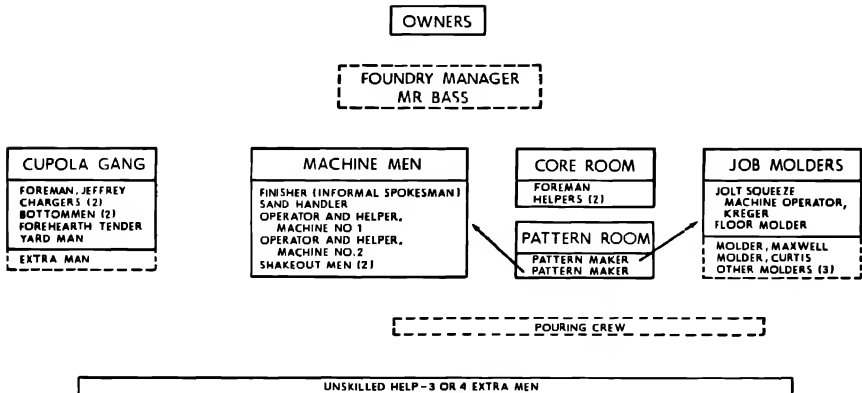 OWNERS
FOUNDRY MANAGER
MR BASS
CUPOLA GANG
FOREMAN, JEFFREY
CHARGERS (2)
BOTTOMMEN (2)
FOREHEARTH TENDER
YARD MAN
EXTRA MAN
MACHINE MEN
FINISHER (INFORMAL SPOKESMAN)
SAND HANDLER
OPERATOR AND HELPER,
MACHINE NO 1
OPERATOR AND HELPER,
MACHINE NO.2
SHAKEOUT MEN (2)
CORE ROOM
FOREMAN
HELPERS (2)
PATTERN ROOM
PATTERN MAKER
PATTERN MAKER
JOB MOLDERS
JOLT SQUEEZE
MACHINE OPERATOR,
KREGER
FLOOR MOLDER
MOLDER, MAXWELL
MOLDER, CURTIS
OTHER MOLDERS (3)
POURING CREW
UNSKILLED HELP-3 OR 4 EXTRA MEN